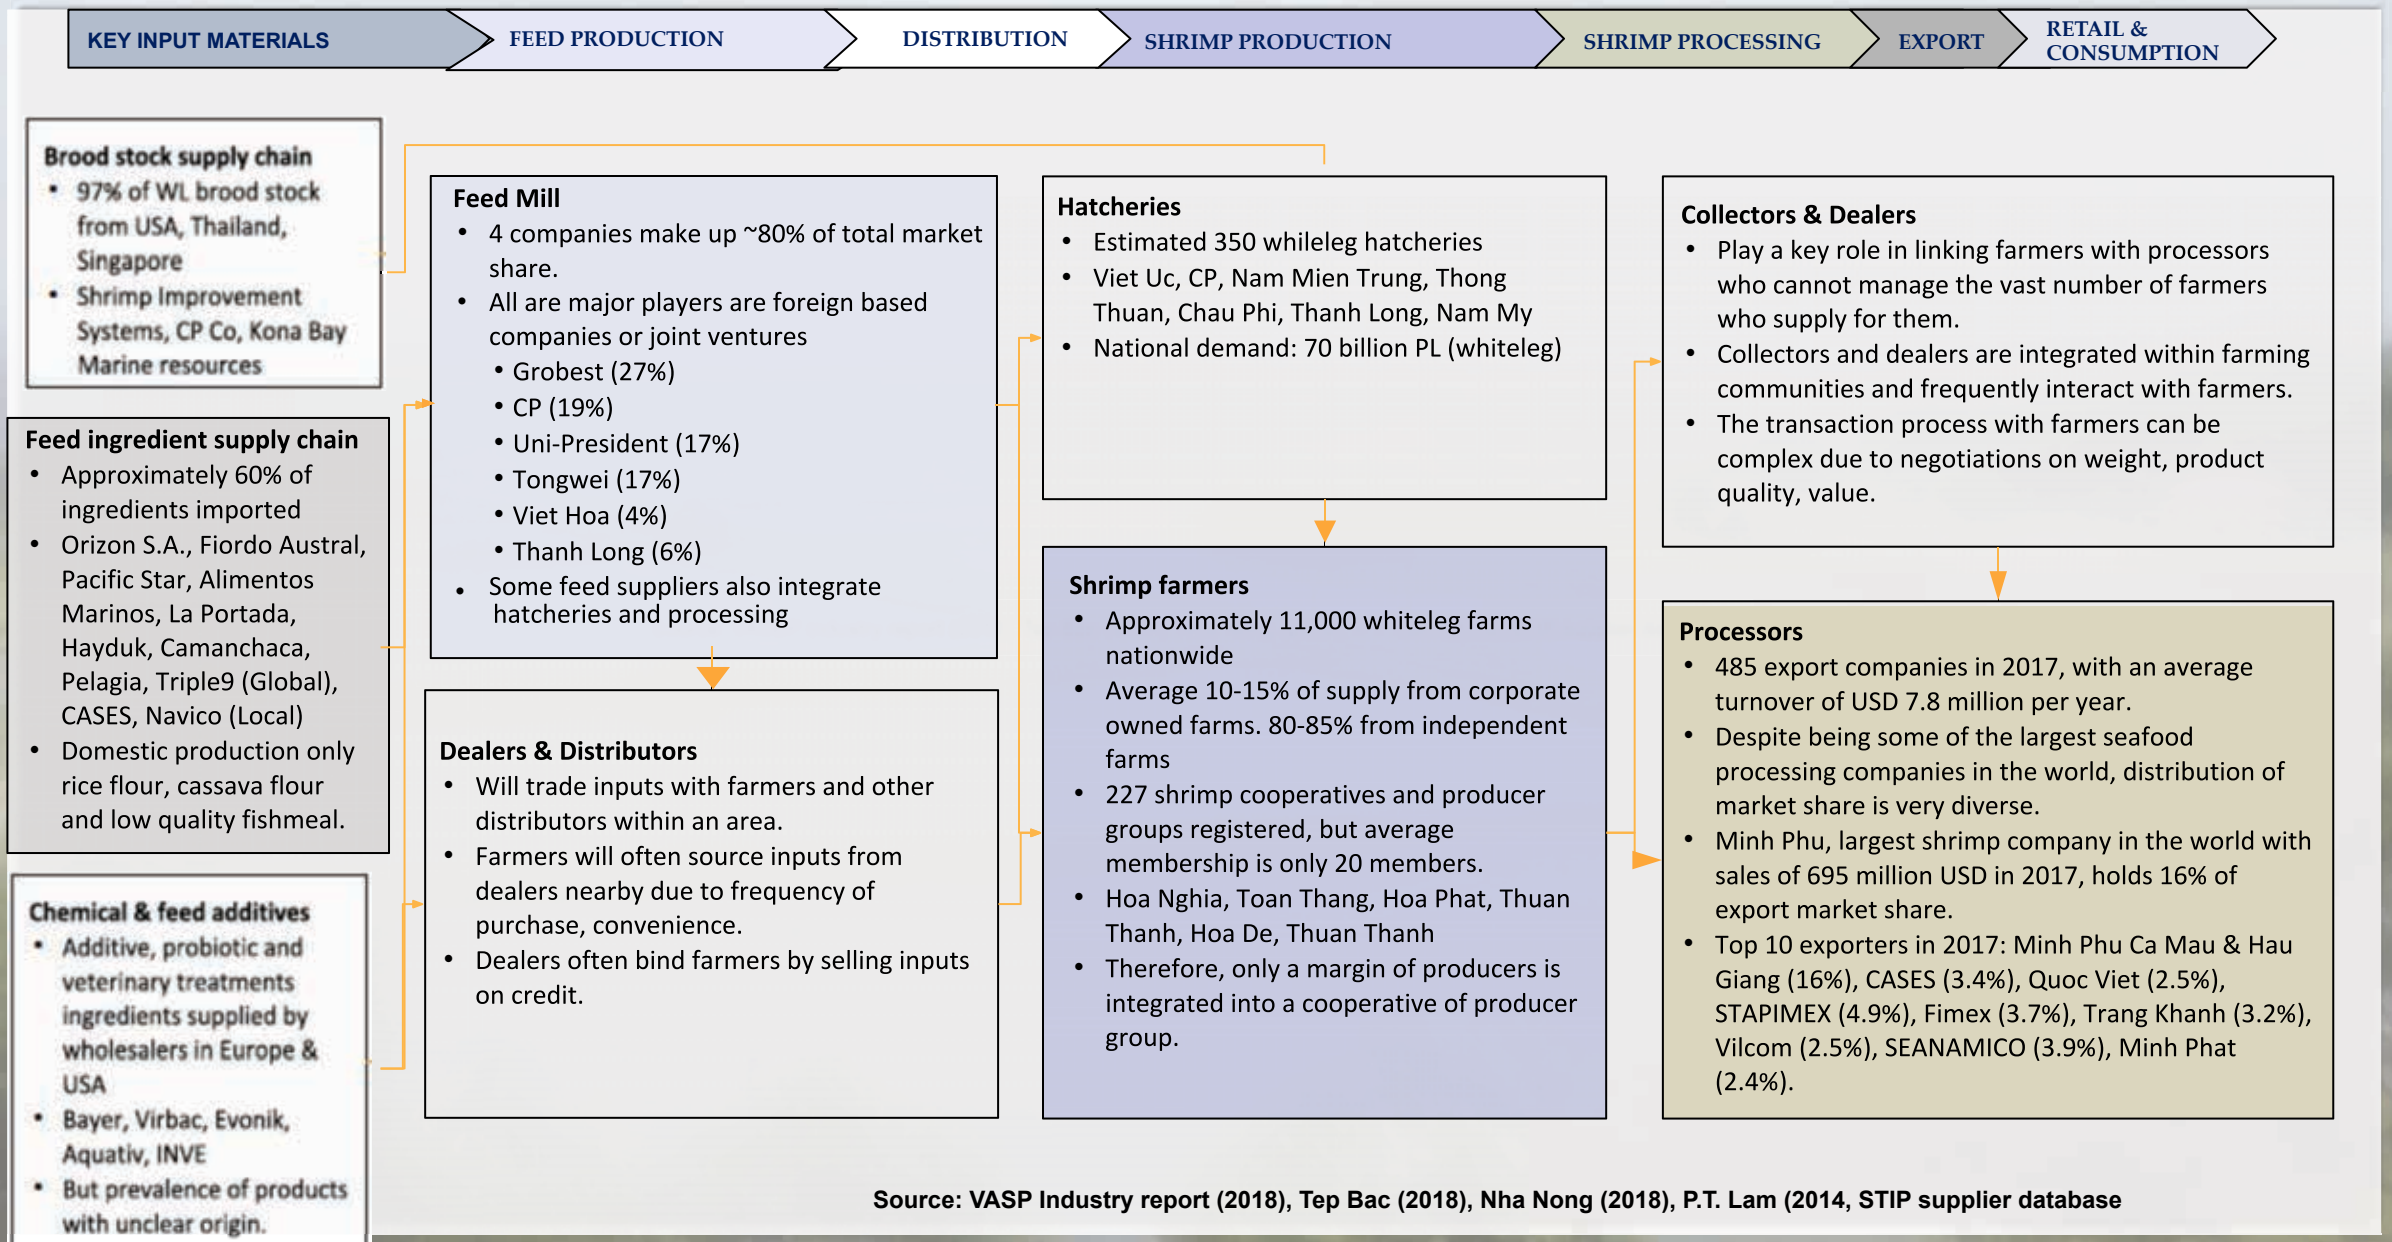 KEY INPUT MATERIALS
FEED PRODUCTION
DISTRIBUTION
SHRIMP PRODUCTION
SHRIMP PROCESSING
EXPORT
RETAIL &
CONSUMPTION
Brood stock supply chain
• 97% of WL brood stock
from USA, Thailand,
Singapore
• Shrimp Improvement
Systems, CP Co, Kona Bay
Marine resources
Feed ingredient supply chain
• Approximately 60% of
ingredients imported
• Orizon S.A., Fiordo Austral,
Pacific Star, Alimentos
Marinos, La Portada,
Hayduk, Camanchaca,
Pelagia, Triple9 (Global),
CASES, Navico (Local)
• Domestic production only
rice flour, cassava flour
and low quality fishmeal.
Chemical & feed additives
• Additive, probiotic and
veterinary treatments
ingredients supplied by
wholesalers in Europe &
USA
• Bayer, Virbac, Evonik,
Aquativ, INVE
• But prevalence of products
with unclear origin.
Feed Mill
• 4 companies make up ~80% of total market
share.
• All are major players are foreign based
companies or joint ventures
• Grobest (27%)
• CP (19%)
• Uni-President (17%)
• Tongwei (17%)
• Viet Hoa (4%)
• Thanh Long (6%)
• Some feed suppliers also integrate
hatcheries and processing
Dealers & Distributors
• Will trade inputs with farmers and other
distributors within an area.
• Farmers will often source inputs from
dealers nearby due to frequency of
purchase, convenience.
• Dealers often bind farmers by selling inputs
on credit.
Hatcheries
• Estimated 350 whileleg hatcheries
• Viet Uc, CP, Nam Mien Trung, Thong
Thuan, Chau Phi, Thanh Long, Nam My
• National demand: 70 billion PL (whiteleg)
Shrimp farmers
• Approximately 11,000 whiteleg farms
nationwide
• Average 10-15% of supply from corporate
owned farms. 80-85% from independent
farms
• 227 shrimp cooperatives and producer
groups registered, but average
membership is only 20 members.
• Hoa Nghia, Toan Thang, Hoa Phat, Thuan
Thanh, Hoa De, Thuan Thanh
• Therefore, only a margin of producers is
integrated into a cooperative of producer
group.
Collectors & Dealers
• Play a key role in linking farmers with processors
who cannot manage the vast number of farmers
who supply for them.
• Collectors and dealers are integrated within farming
communities and frequently interact with farmers.
• The transaction process with farmers can be
complex due to negotiations on weight, product
quality, value.
Processors
• 485 export companies in 2017, with an average
turnover of USD 7.8 million per year.
• Despite being some of the largest seafood
processing companies in the world, distribution of
market share is very diverse.
• Minh Phu, largest shrimp company in the world with
sales of 695 million USD in 2017, holds 16% of
export market share.
• Top 10 exporters in 2017: Minh Phu Ca Mau & Hau
Giang (16%), CASES (3.4%), Quoc Viet (2.5%),
STAPIMEX (4.9%), Fimex (3.7%), Trang Khanh (3.2%),
Vilcom (2.5%), SEANAMICO (3.9%), Minh Phat
(2.4%).
Source: VASP Industry report (2018), Tep Bac (2018), Nha Nong (2018), P.T. Lam (2014, STIP supplier database